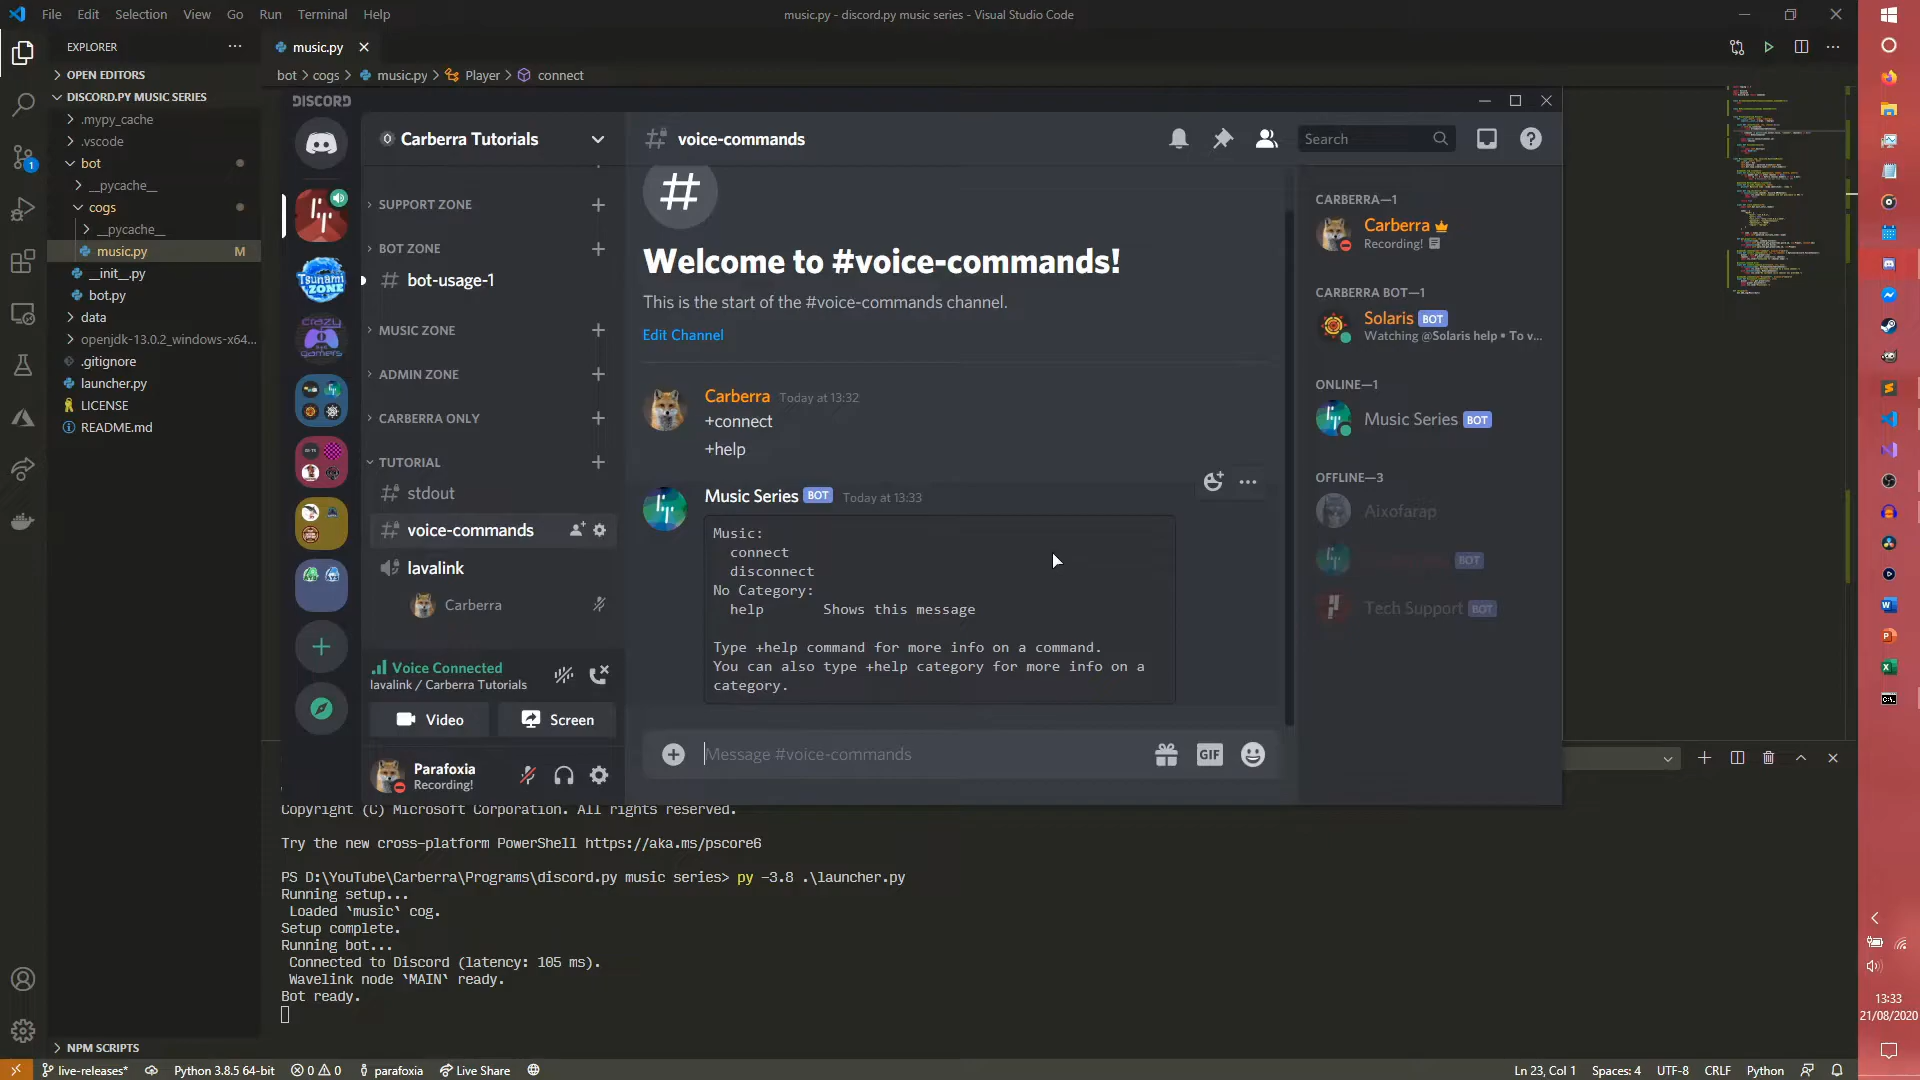 File Edit Selection View Go Run Terminal Help
music.py - discord.py music series - Visual Studio Code
EXPLORER
OPEN EDITORS
DISCORD.PY MUSIC SERIES
.mypy_cache
.vscode
bot
__pycache__
cogs
__pycache__
music.py M
__init__.py
bot.py
data
openjdk-13.0.2_windows-x64...
.gitignore
launcher.py
LICENSE
README.md
NPM SCRIPTS
1
music.py
bot > cogs > music.py > Player > connect
DISCORD
Carberra Tutorials
SUPPORT ZONE
BOT ZONE
bot-usage-1
MUSIC ZONE
ADMIN ZONE
CARBERRA ONLY
TUTORIAL
stdout
voice-commands
lavalink
Carberra
Voice Connected
lavalink / Carberra Tutorials
Video
Screen
Parafoxia
Recording!
voice-commands
Search
Welcome to #voice-commands!
This is the start of the #voice-commands channel.
Edit Channel
Carberra Today at 13:32
+connect
+help
Music Series BOT Today at 13:33
Music:
connect
disconnect
No Category:
help Shows this message
Type +help command for more info on a command.
You can also type +help category for more info on a
category.
Message #voice-commands
GIF
CARBERRA—1
Carberra
Recording!
CARBERRA BOT—1
Solaris BOT
Watching @Solaris help • To v...
ONLINE—1
Music Series BOT
OFFLINE—3
Aixofarap
BOT
Tech Support BOT
Copyright (C) Microsoft Corporation. All rights reserved.
Try the new cross-platform PowerShell https://aka.ms/pscore6
PS D:\YouTube\Carberra\Programs\discord.py music series> py -3.8 .\launcher.py
Running setup...
Loaded `music` cog.
Setup complete.
Running bot...
Connected to Discord (latency: 105 ms).
Wavelink node `MAIN` ready.
Bot ready.
live-releases* Python 3.8.5 64-bit 0 0 parafoxia Live Share
Ln 23, Col 1 Spaces: 4 UTF-8 CRLF Python
13:33
21/08/2020